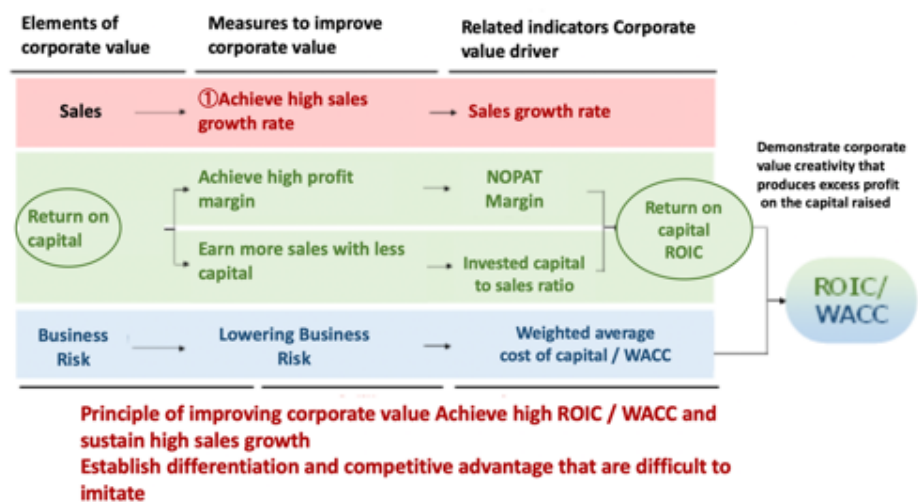 Elements of
corporate value
Measures to improve
corporate value
Related indicators Corporate
value driver
Sales
①Achieve high sales
growth rate
Sales growth rate
Return on
capital
Achieve high profit
margin
NOPAT
Margin
Earn more sales with less
capital
Invested capital
to sales ratio
Return on
capital
ROIC
Demonstrate corporate
value creativity that
produces excess profit
on the capital raised
ROIC/
WACC
Business
Risk
Lowering Business
Risk
Weighted average
cost of capital / WACC
Principle of improving corporate value Achieve high ROIC / WACC and
sustain high sales growth
Establish differentiation and competitive advantage that are difficult to
imitate